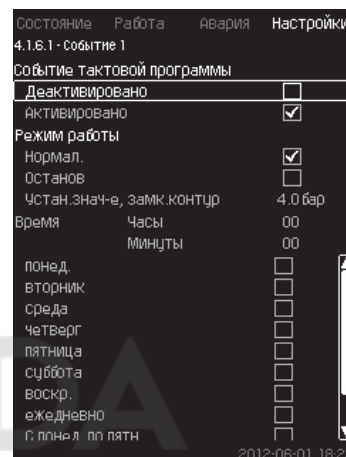 Состояние Работа Авария Настройки
4.1.6.1 - Событие 1
Событие тактовой программы
Деактивировано
Активировано
Режим работы
Нормал.
Останов
Устан.знач-е, замк.контур 4.0 бар
Время Часы 00
Минуты 00
понед.
вторник
среда
четверг
пятница
суббота
воскр.
ежедневно
С понед. по пятн
2012-06-01 18:2